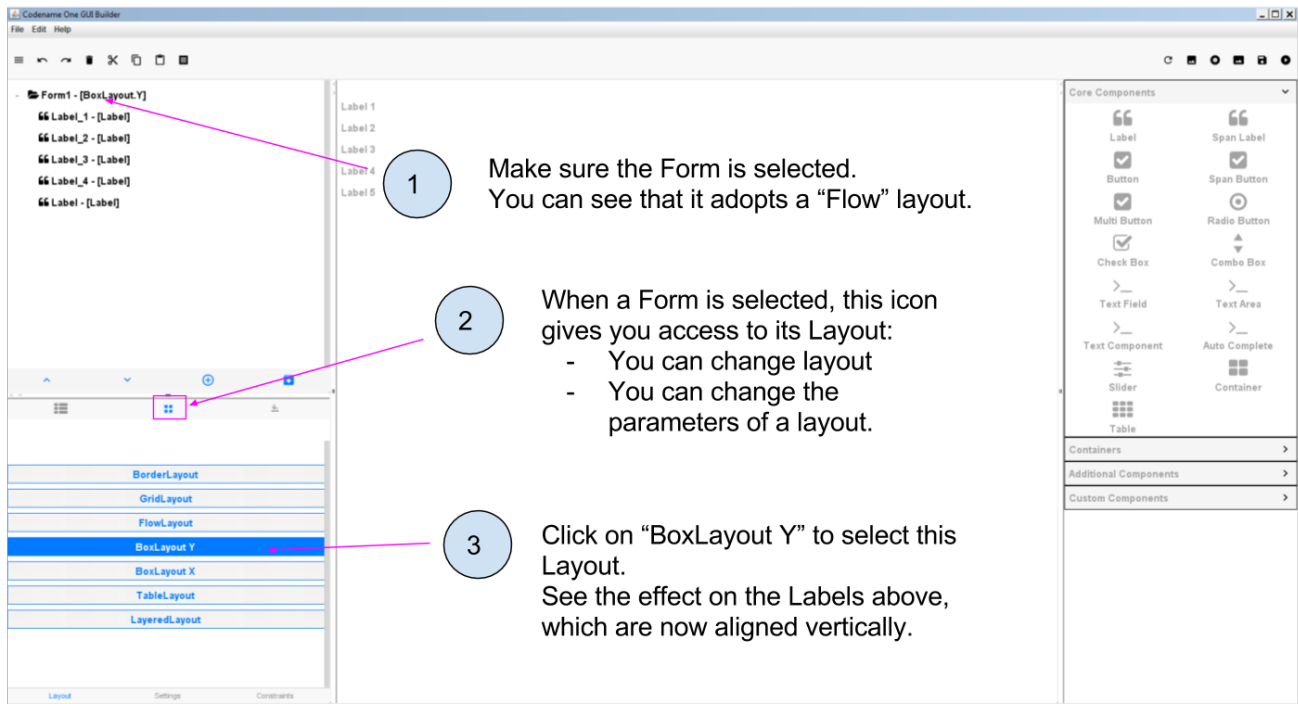 Codename One GUI Builder
File Edit Help
- Form1 - [BoxLayout.Y]
Label_1 - [Label]
Label_2 - [Label]
Label_3 - [Label]
Label_4 - [Label]
Label - [Label]
Label 1
Label 2
Label 3
Label 4
Label 5
1
Make sure the Form is selected.
You can see that it adopts a “Flow” layout.
2
When a Form is selected, this icon
gives you access to its Layout:
- You can change layout
- You can change the
parameters of a layout.
BorderLayout
GridLayout
FlowLayout
BoxLayout Y
BoxLayout X
TableLayout
LayeredLayout
3
Click on “BoxLayout Y” to select this
Layout.
See the effect on the Labels above,
which are now aligned vertically.
Layout Settings Constraints
Core Components
Label Span Label
Button Span Button
Multi Button Radio Button
Check Box Combo Box
Text Field Text Area
Text Component Auto Complete
Slider Container
Table
Containers
Additional Components
Custom Components